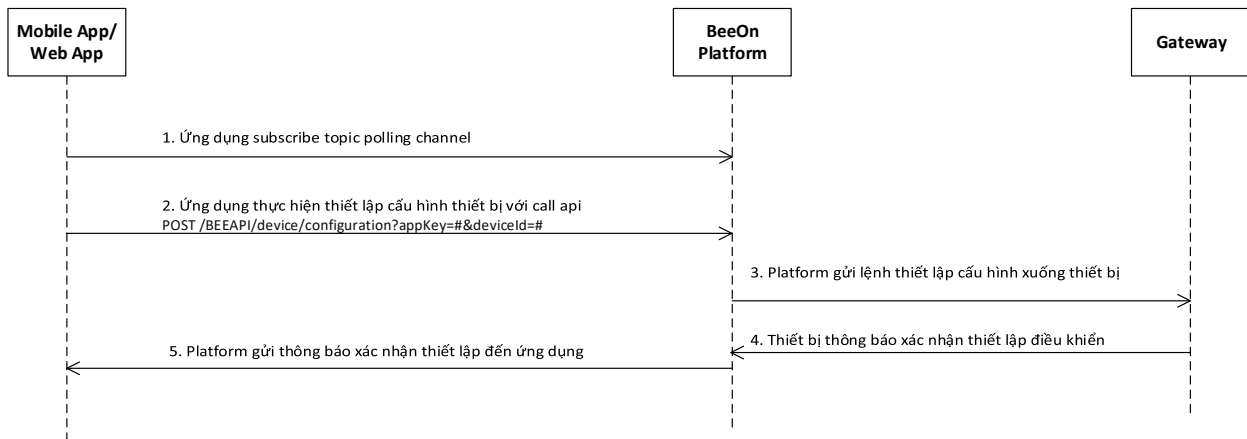 Mobile App/
Web App
BeeOn
Platform
Gateway
1. Ứng dụng subscribe topic polling channel
2. Ứng dụng thực hiện thiết lập cấu hình thiết bị với call api
POST /BEEAPI/device/configuration?appKey=#&deviceId=#
3. Platform gửi lệnh thiết lập cấu hình xuống thiết bị
4. Thiết bị thông báo xác nhận thiết lập điều khiển
5. Platform gửi thông báo xác nhận thiết lập đến ứng dụng